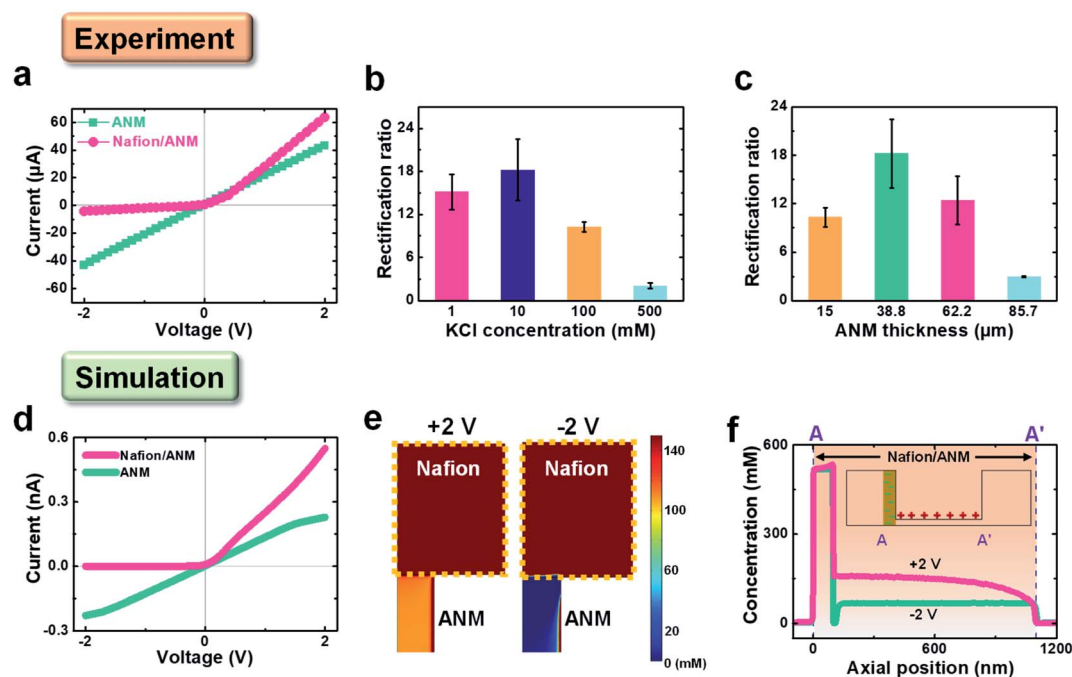 Experiment
a
Current (µA)
60
40
20
0
-20
-40
-60
ANM
Nafion/ANM
-2
0
2
Voltage (V)
b
Rectification ratio
24
18
12
6
0
1
10
100
500
KCl concentration (mM)
c
Rectification ratio
24
18
12
6
0
15
38.8
62.2
85.7
ANM thickness (µm)
Simulation
d
Current (nA)
0.6
0.3
0.0
-0.3
Nafion/ANM
ANM
-2
0
2
Voltage (V)
e
+2 V
-2 V
Nafion
Nafion
ANM
ANM
140
100
80
60
40
20
0 (mM)
f
A
A'
Concentration (mM)
600
300
0
Nafion/ANM
A
A'
+ + + + + + +
+2 V
-2 V
0
600
1200
Axial position (nm)